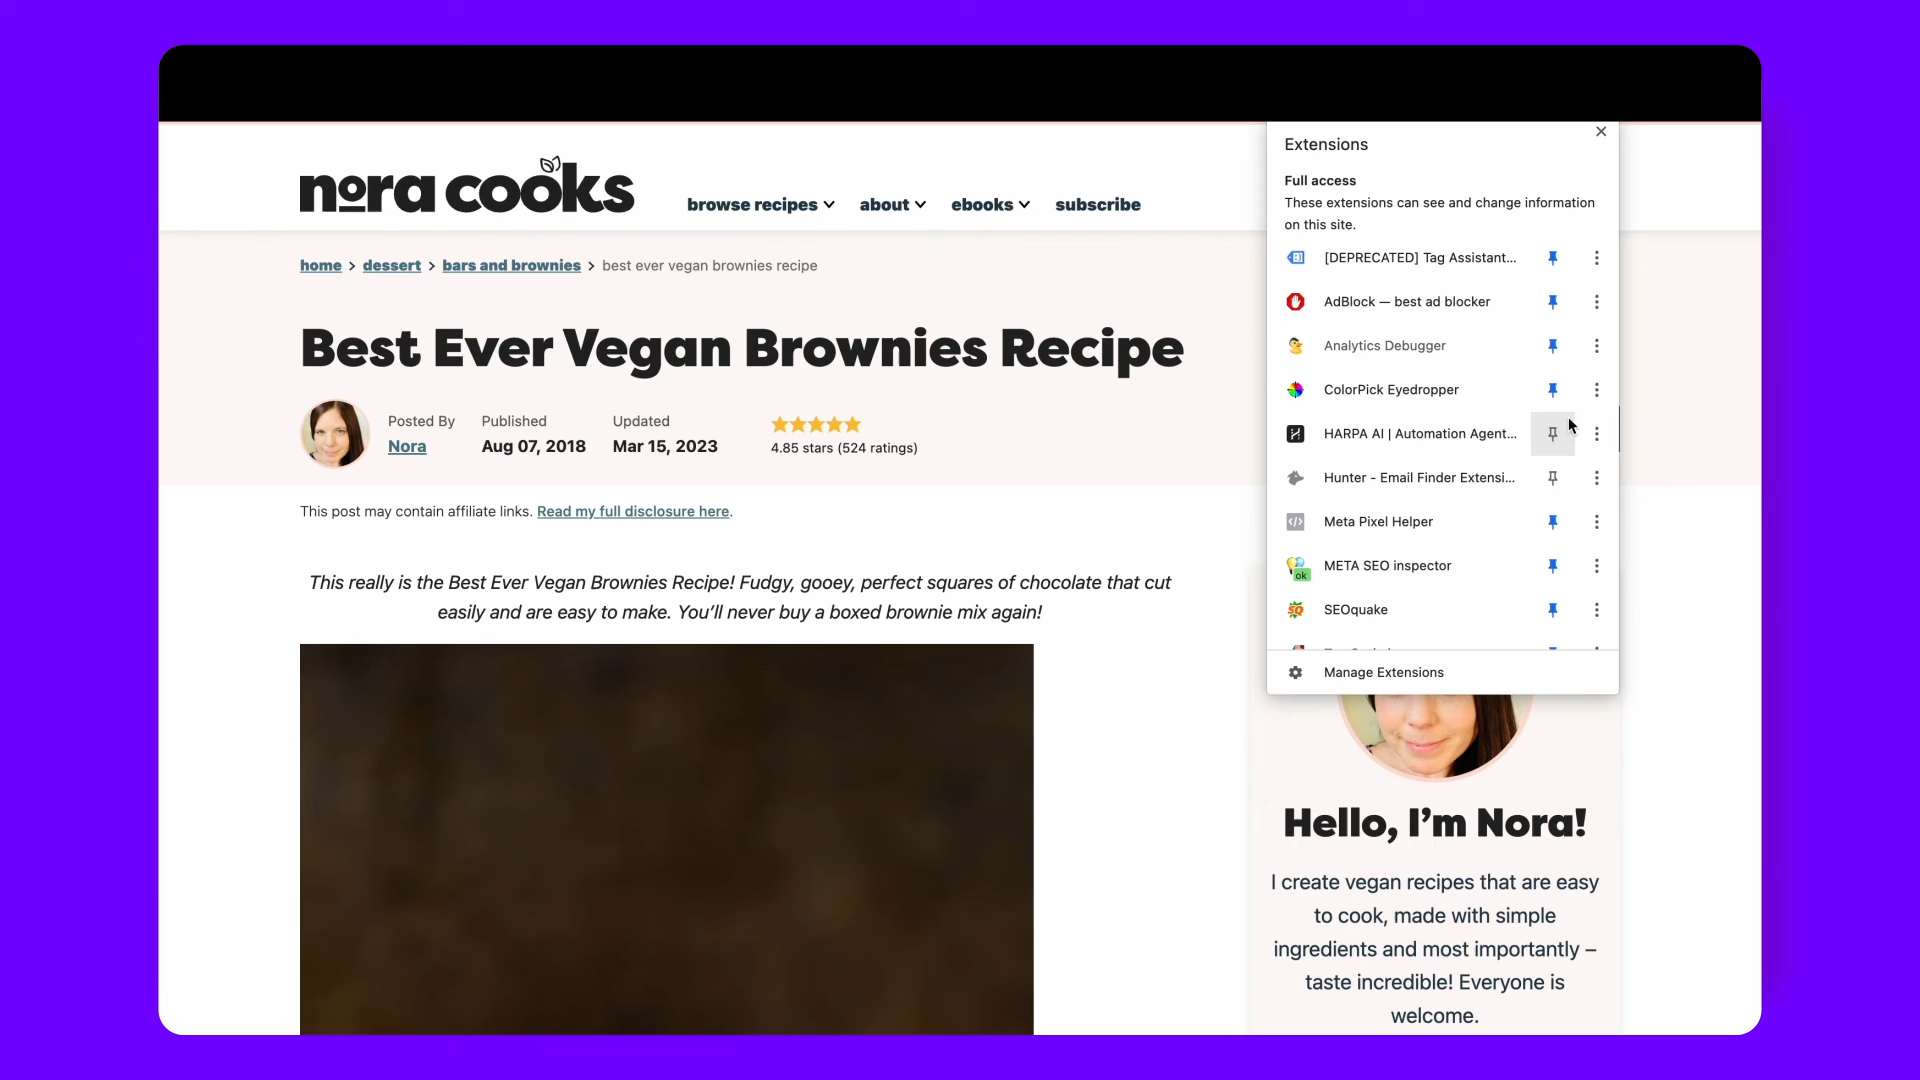 nora cooks
browse recipes
about
ebooks
subscribe
home > dessert > bars and brownies > best ever vegan brownies recipe
Best Ever Vegan Brownies Recipe
Posted By
Nora
Published
Aug 07, 2018
Updated
Mar 15, 2023
4.85 stars (524 ratings)
This post may contain affiliate links. Read my full disclosure here.
This really is the Best Ever Vegan Brownies Recipe! Fudgy, gooey, perfect squares of chocolate that cut
easily and are easy to make. You’ll never buy a boxed brownie mix again!
Extensions
Full access
These extensions can see and change information
on this site.
[DEPRECATED] Tag Assistant...
AdBlock — best ad blocker
Analytics Debugger
ColorPick Eyedropper
HARPA AI | Automation Agent...
Hunter - Email Finder Extensi...
Meta Pixel Helper
ok
META SEO inspector
SQ
SEOquake
Manage Extensions
Hello, I’m Nora!
I create vegan recipes that are easy
to cook, made with simple
ingredients and most importantly –
taste incredible! Everyone is
welcome.